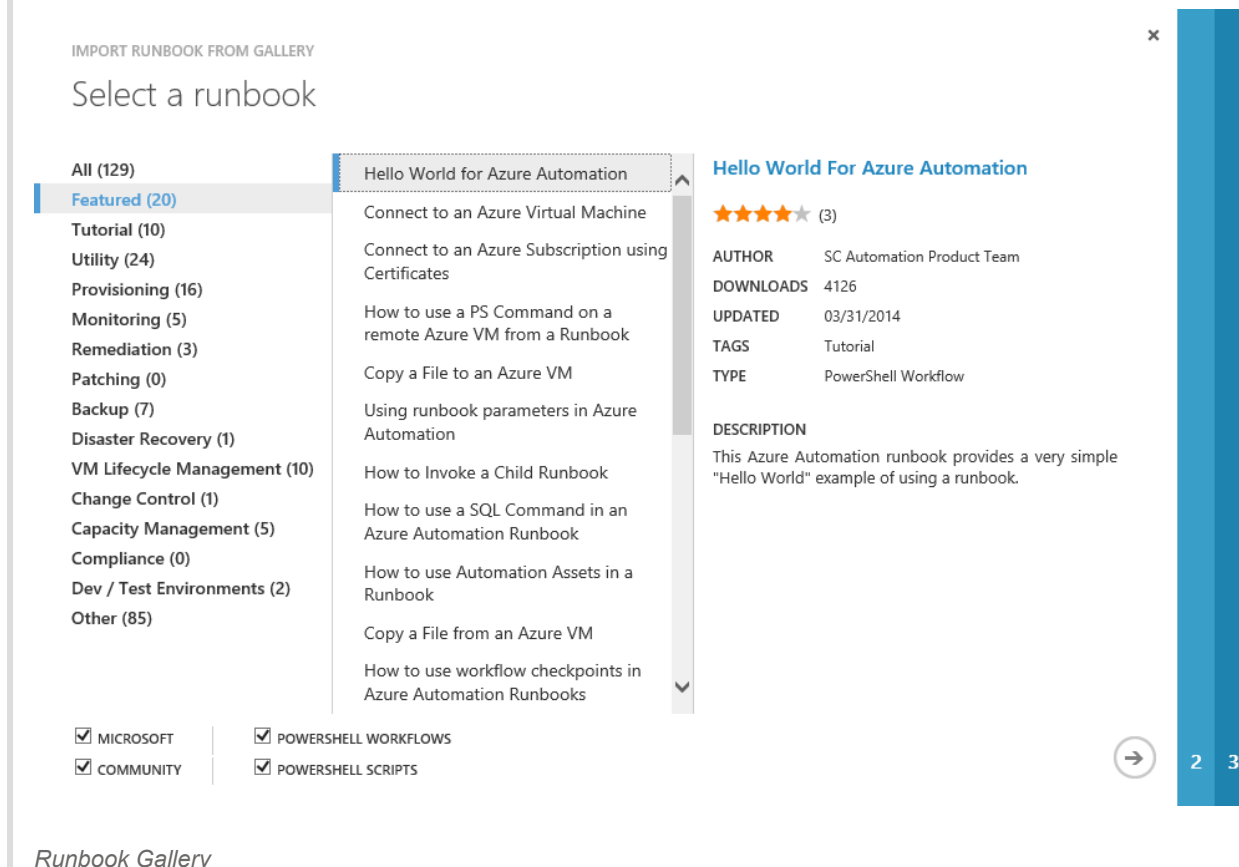 IMPORT RUNBOOK FROM GALLERY
Select a runbook
All (129)
Featured (20)
Tutorial (10)
Utility (24)
Provisioning (16)
Monitoring (5)
Remediation (3)
Patching (0)
Backup (7)
Disaster Recovery (1)
VM Lifecycle Management (10)
Change Control (1)
Capacity Management (5)
Compliance (0)
Dev / Test Environments (2)
Other (85)
Hello World for Azure Automation
Connect to an Azure Virtual Machine
Connect to an Azure Subscription using
Certificates
How to use a PS Command on a
remote Azure VM from a Runbook
Copy a File to an Azure VM
Using runbook parameters in Azure
Automation
How to Invoke a Child Runbook
How to use a SQL Command in an
Azure Automation Runbook
How to use Automation Assets in a
Runbook
Copy a File from an Azure VM
How to use workflow checkpoints in
Azure Automation Runbooks
Hello World For Azure Automation
(3)
AUTHOR SC Automation Product Team
DOWNLOADS 4126
UPDATED 03/31/2014
TAGS Tutorial
TYPE PowerShell Workflow
DESCRIPTION
This Azure Automation runbook provides a very simple
"Hello World" example of using a runbook.
MICROSOFT
COMMUNITY
POWERSHELL WORKFLOWS
POWERSHELL SCRIPTS
2 3
Runbook Gallery